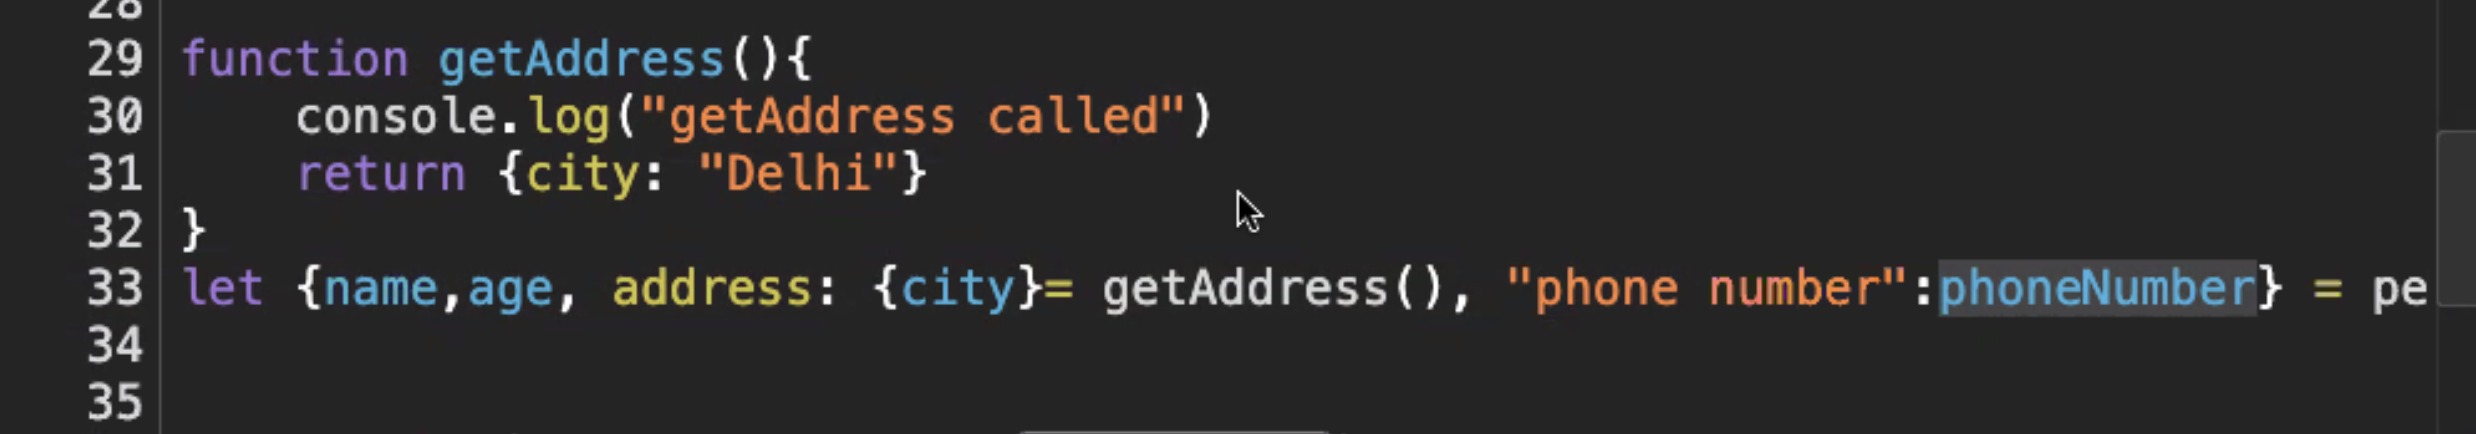 28
29 function getAddress(){
30     console.log("getAddress called")
31     return {city: "Delhi"}
32 }
33 let {name,age, address: {city}= getAddress(), "phone number":phoneNumber} = pe
34
35